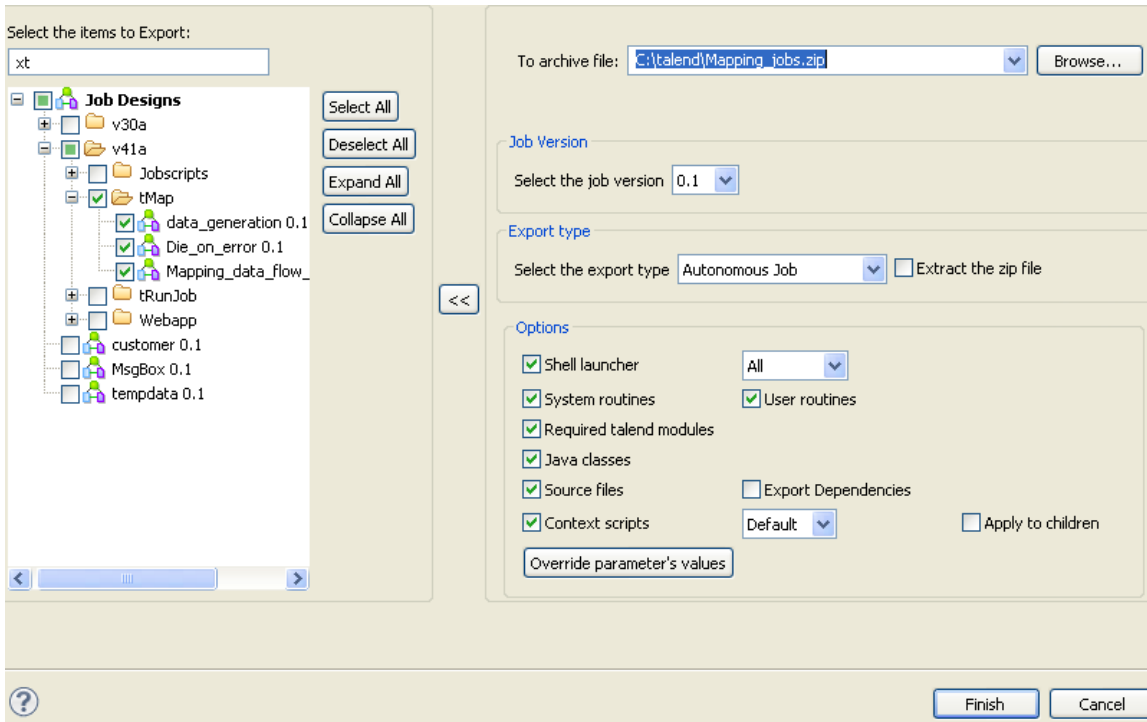 Select the items to Export:
xt
Job Designs
v30a
v41a
Jobscripts
tMap
data_generation 0.1
Die_on_error 0.1
Mapping_data_flow_
tRunJob
Webapp
customer 0.1
MsgBox 0.1
tempdata 0.1
Select All
Deselect All
Expand All
Collapse All
<<
To archive file: C:\talend\Mapping_jobs.zip Browse...
Job Version
Select the job version 0.1
Export type
Select the export type Autonomous Job Extract the zip file
Options
Shell launcher All
System routines User routines
Required talend modules
Java classes
Source files Export Dependencies
Context scripts Default Apply to children
Override parameter's values
? Finish Cancel